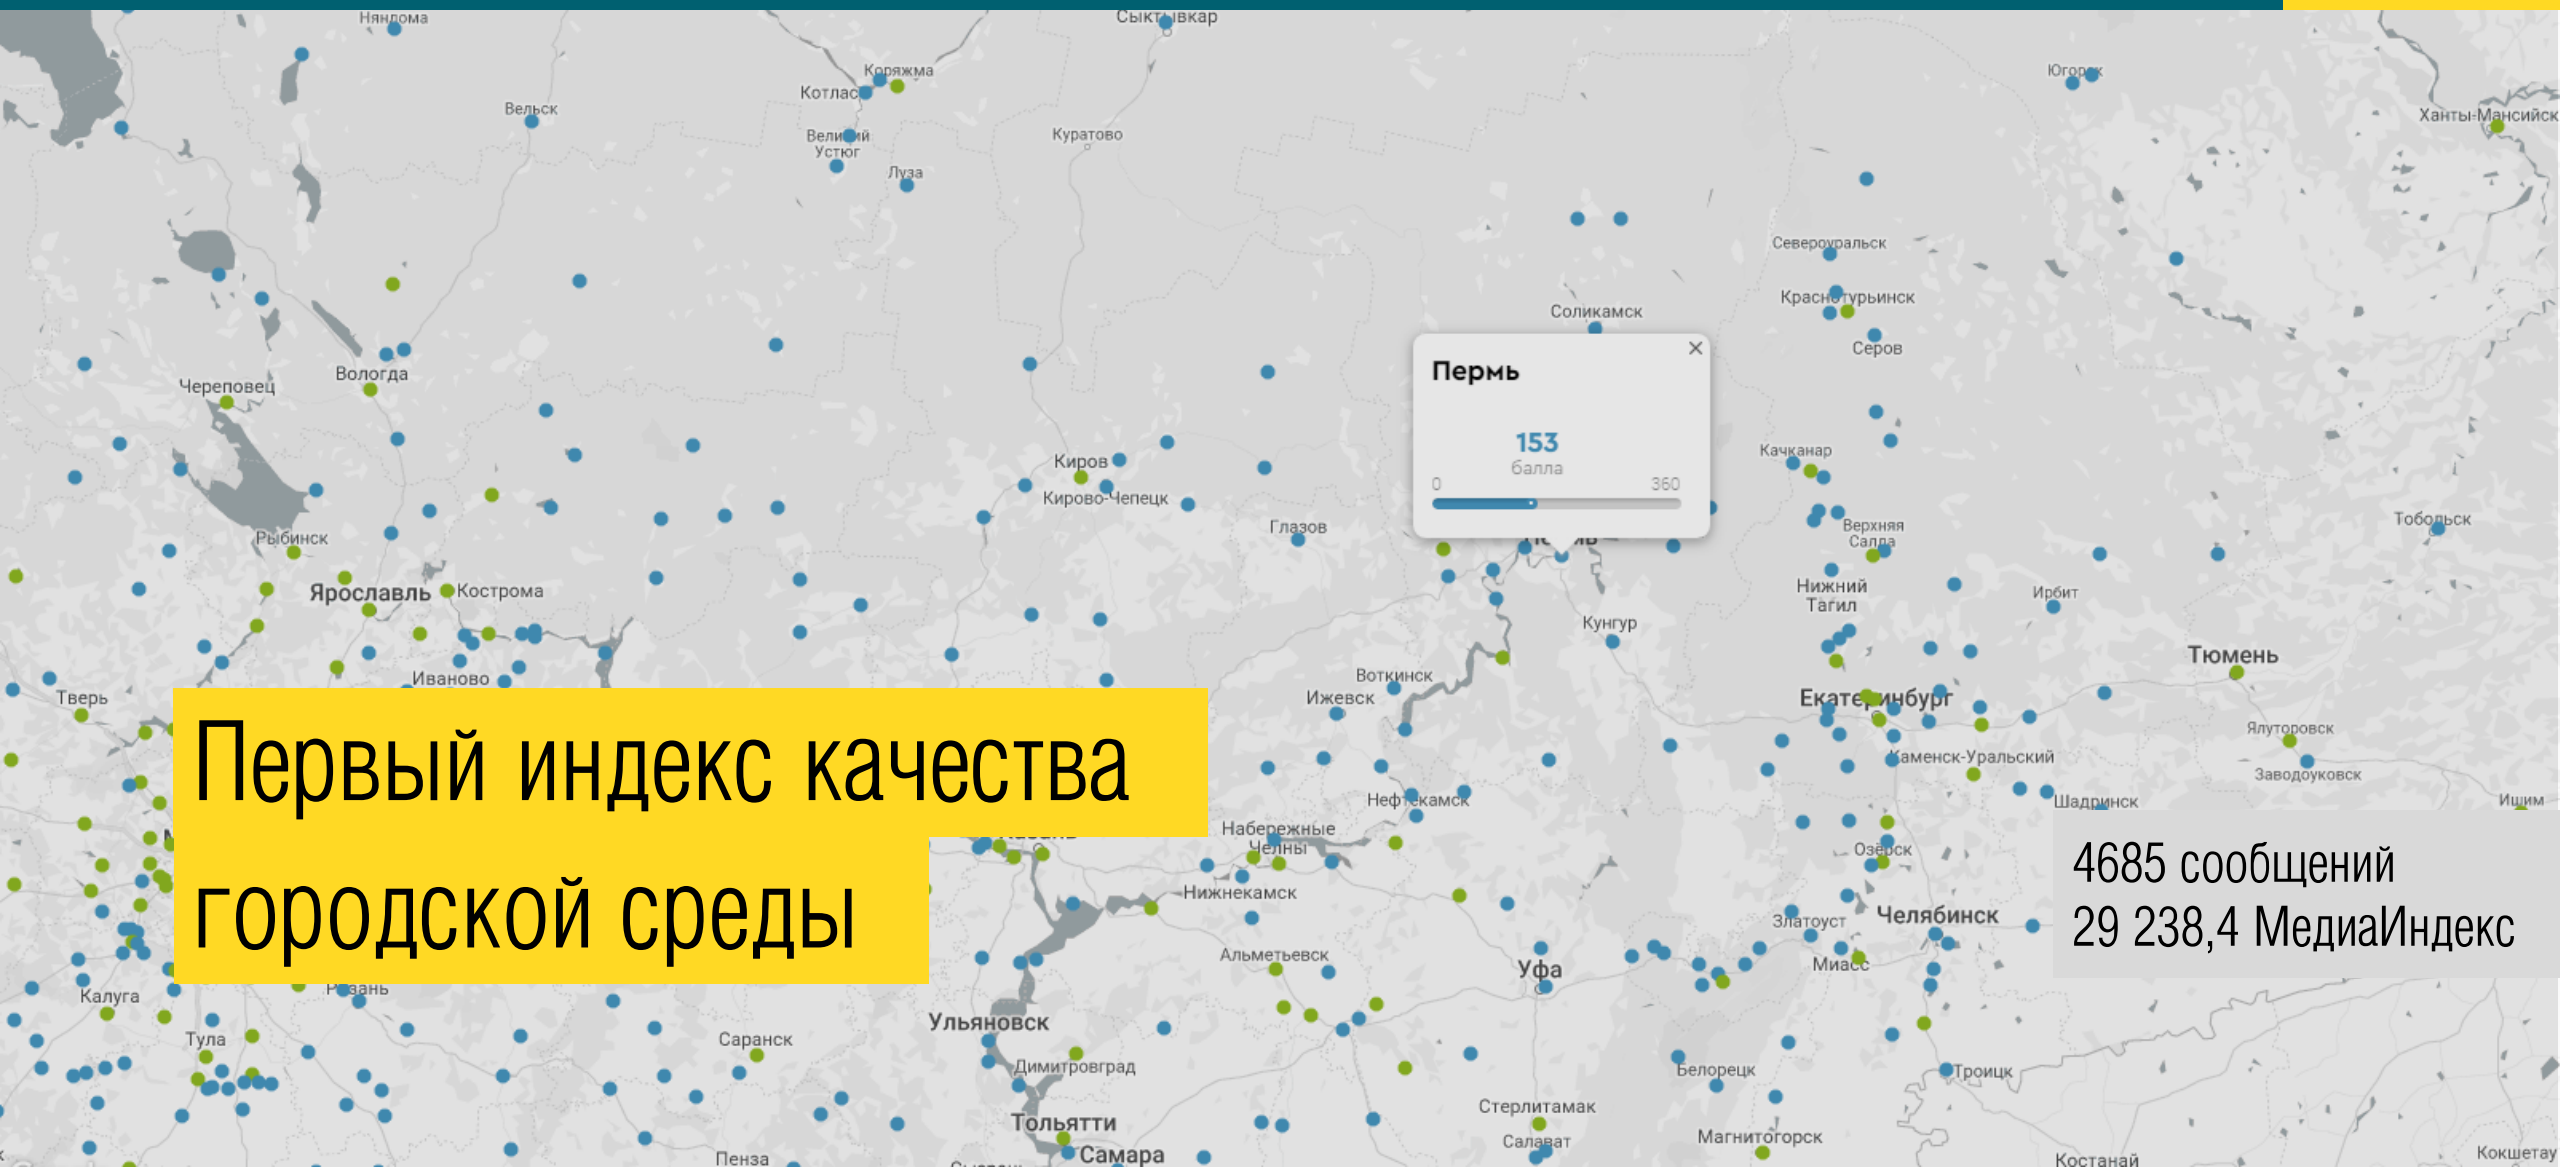 Няндома
Сыктывкар
Коряжма
Котлас
Югорск
Вельск
Ханты-Мансийск
Великий
Устюг
Куратово
Луза
Североуральск
Краснотурьинск
Соликамск
Серов
Вологда
Череповец
Пермь
153
балла
0
360
Качканар
Киров
Кирово-Чепецк
Глазов
Верхняя
Салда
Тобольск
Рыбинск
Ярославль
Кострома
Нижний
Тагил
Ирбит
Кунгур
Тюмень
Иваново
Воткинск
Тверь
Ижевск
Екатеринбург
Ялуторовск
Каменск-Уральский
Заводоуковск
Первый индекс качества
городской среды
Нефтекамск
Шадринск
Ишим
Набережные
Челны
Казань
Озёрск
4685 сообщений
29 238,4 МедиаИндекс
Нижнекамск
Златоуст
Челябинск
Альметьевск
Миасс
Уфа
Калуга
Рязань
Ульяновск
Тула
Саранск
Димитровград
Белорецк
Троицк
Стерлитамак
Тольятти
Салават
Магнитогорск
Пенза
Самара
Костанай
Кокшетау